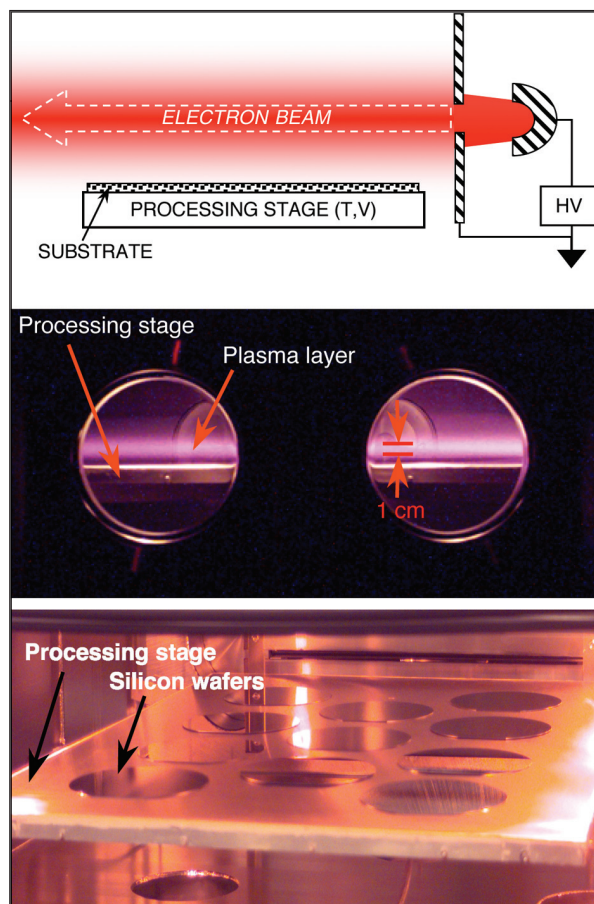 ELECTRON BEAM
HV
PROCESSING STAGE (T,V)
SUBSTRATE
Processing stage
Plasma layer
1 cm
Processing stage
Silicon wafers